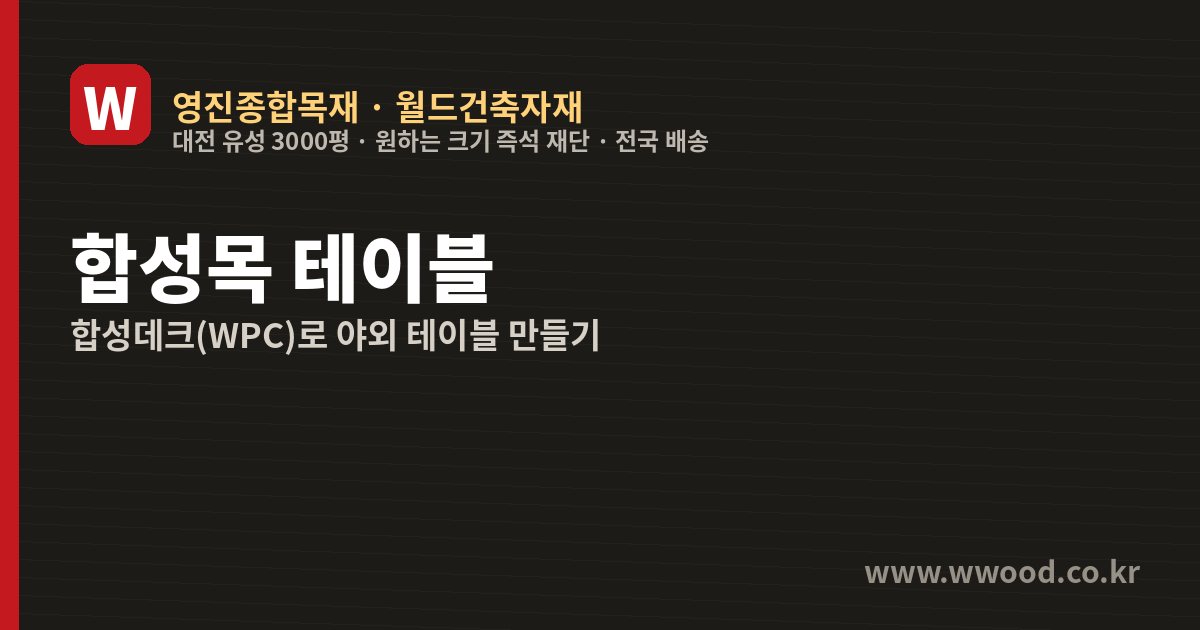 W
영진종합목재 · 월드건축자재
대전 유성 3000평 · 원하는 크기 즉석 재단 · 전국 배송
합성목 테이블
합성데크(WPC)로 야외 테이블 만들기
www.wwood.co.kr